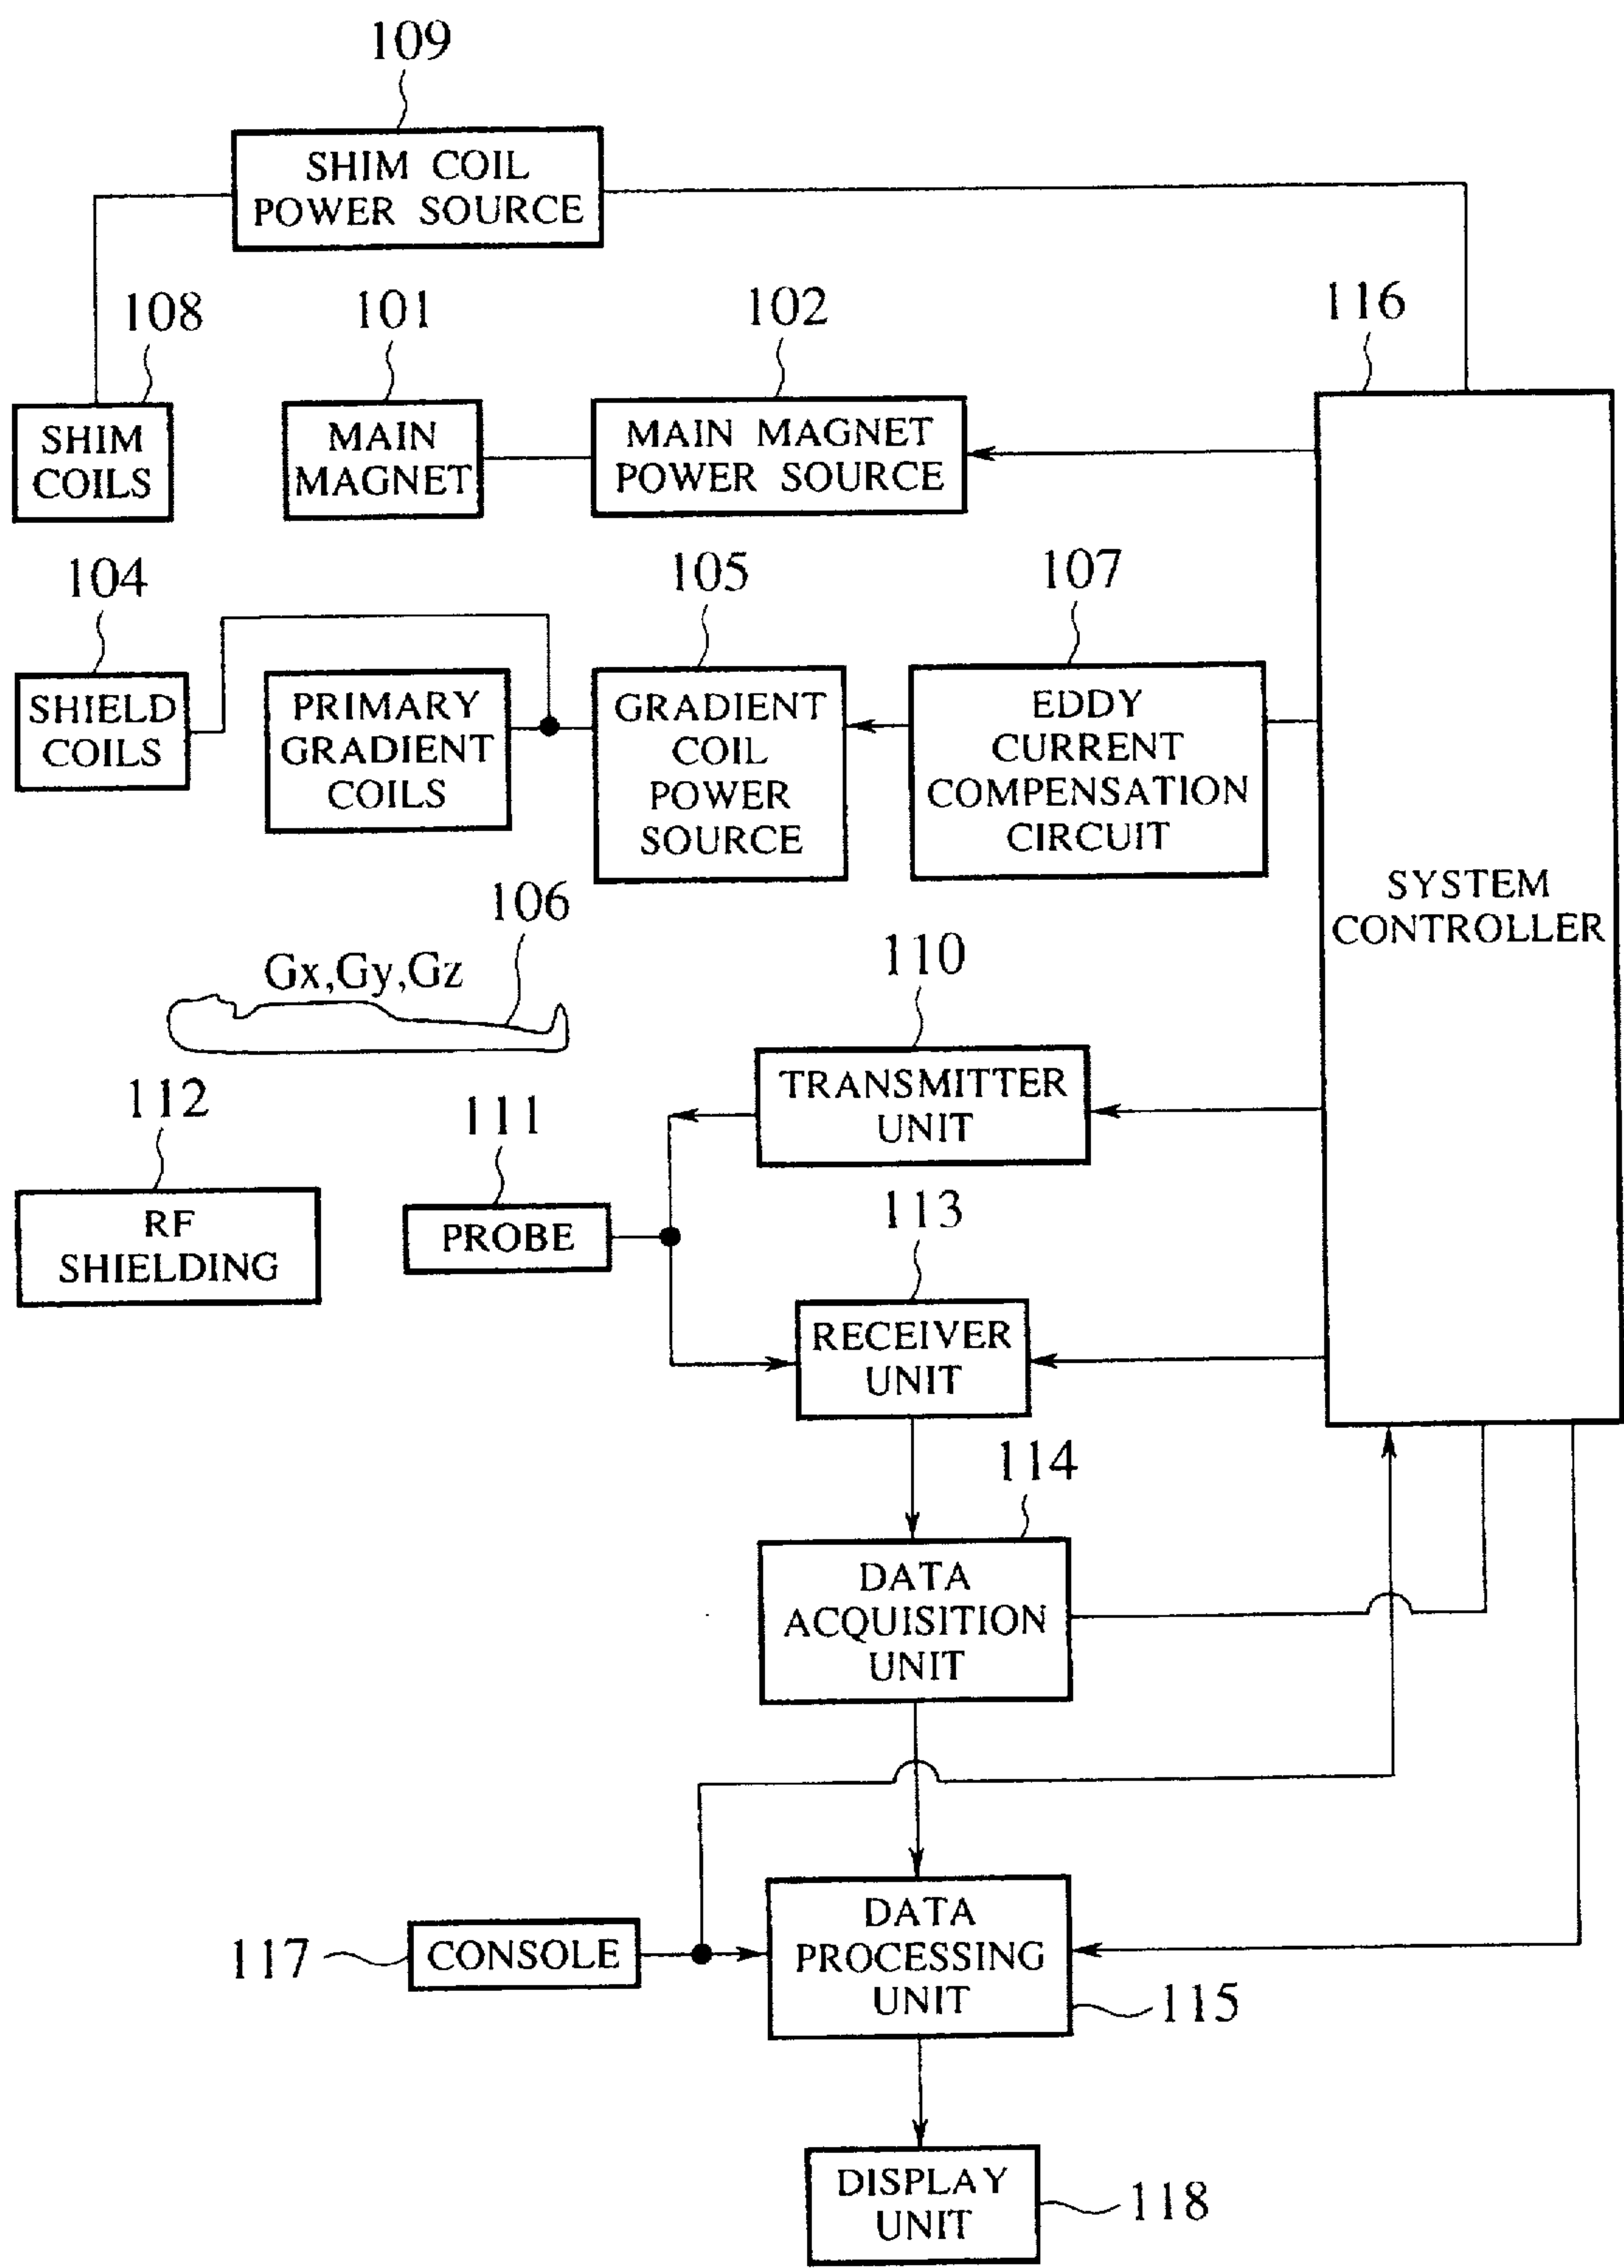 109
SHIM COIL
POWER SOURCE
108
101
102
116
SHIM
COILS
MAIN
MAGNET
MAIN MAGNET
POWER SOURCE
104
105
107
SHIELD
COILS
PRIMARY
GRADIENT
COILS
GRADIENT
COIL
POWER
SOURCE
EDDY
CURRENT
COMPENSATION
CIRCUIT
SYSTEM
CONTROLLER
106
Gx,Gy,Gz
110
TRANSMITTER
UNIT
112
111
RF
SHIELDING
PROBE
113
RECEIVER
UNIT
114
DATA
ACQUISITION
UNIT
117
CONSOLE
DATA
PROCESSING
UNIT
115
DISPLAY
UNIT
118